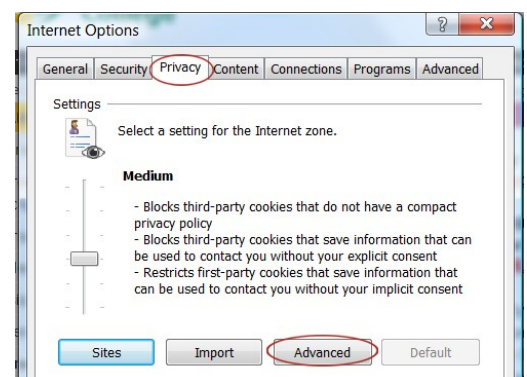 Internet Options
General Security Privacy Content Connections Programs Advanced
Settings
Select a setting for the Internet zone.
Medium
- Blocks third-party cookies that do not have a compact
privacy policy
- Blocks third-party cookies that save information that can
be used to contact you without your explicit consent
- Restricts first-party cookies that save information that
can be used to contact you without your implicit consent
Sites Import Advanced Default